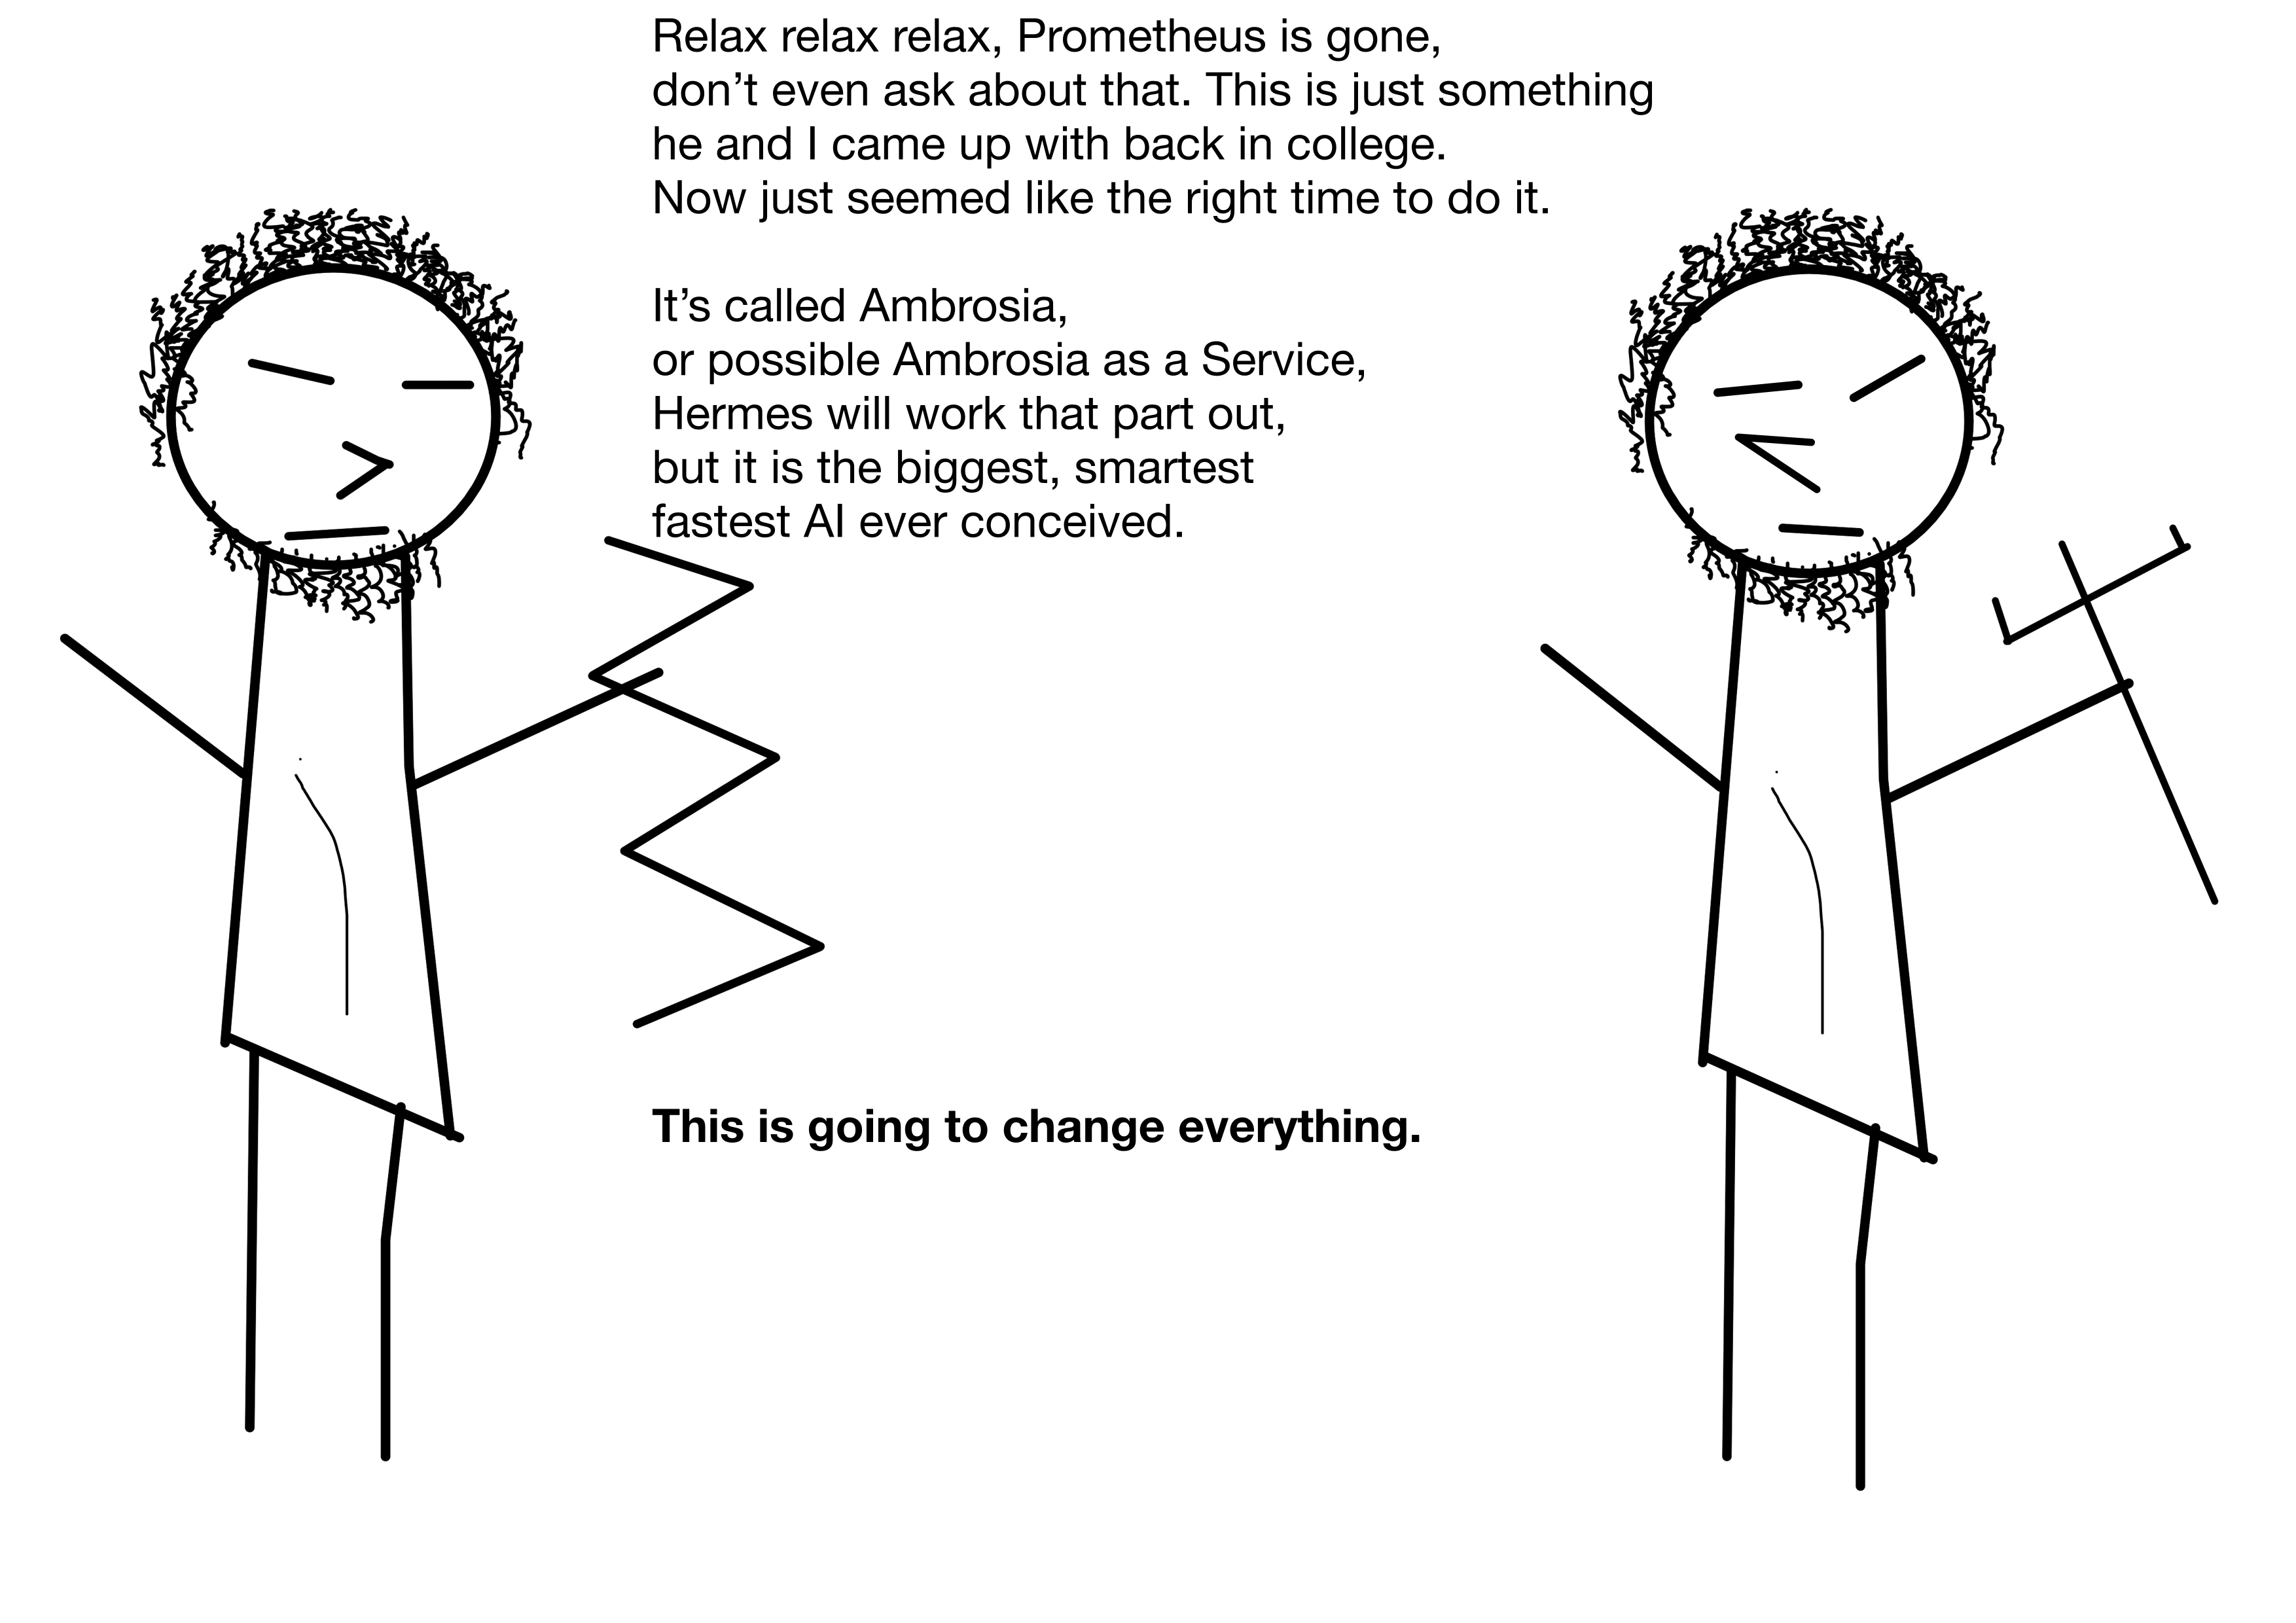 Relax relax relax, Prometheus is gone,
don’t even ask about that. This is just something
he and I came up with back in college.
Now just seemed like the right time to do it.
It’s called Ambrosia,
or possible Ambrosia as a Service,
Hermes will work that part out,
but it is the biggest, smartest
fastest AI ever conceived.
This is going to change everything.